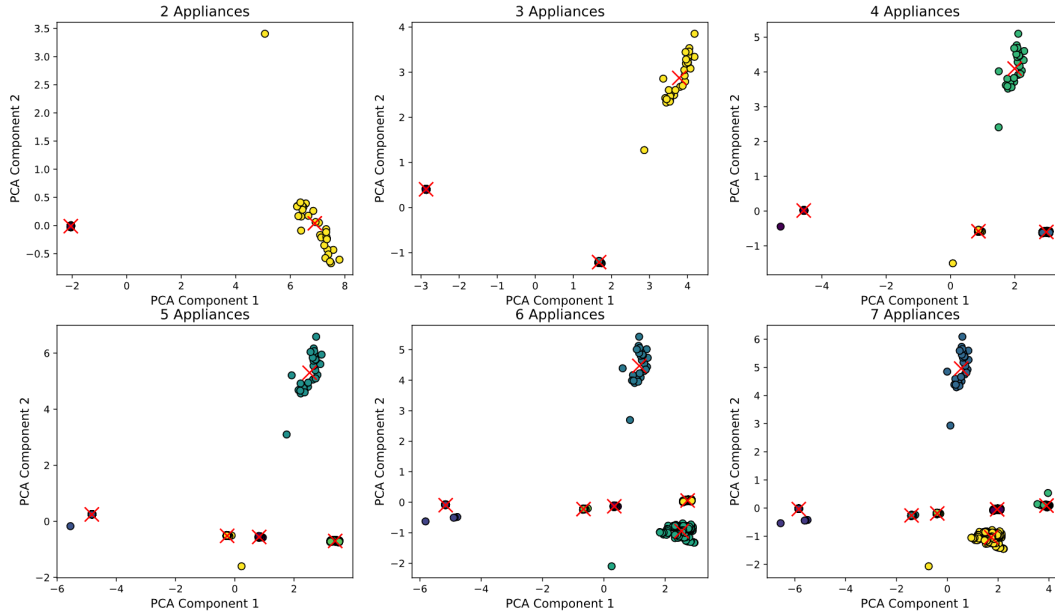 2 Appliances
3 Appliances
4 Appliances
PCA Component 2
3.5
3.0
2.5
2.0
1.5
1.0
0.5
0.0
−0.5
−2 0 2 4 6 8
PCA Component 1
PCA Component 2
4
3
2
1
0
−1
−3 −2 −1 0 1 2 3 4
PCA Component 1
PCA Component 2
5
4
3
2
1
0
−1
−4 −2 0 2
PCA Component 1
5 Appliances
6 Appliances
7 Appliances
PCA Component 2
6
4
2
0
−2
−6 −4 −2 0 2
PCA Component 1
PCA Component 2
5
4
3
2
1
0
−1
−2
−6 −4 −2 0 2
PCA Component 1
PCA Component 2
6
5
4
3
2
1
0
−1
−2
−6 −4 −2 0 2 4
PCA Component 1